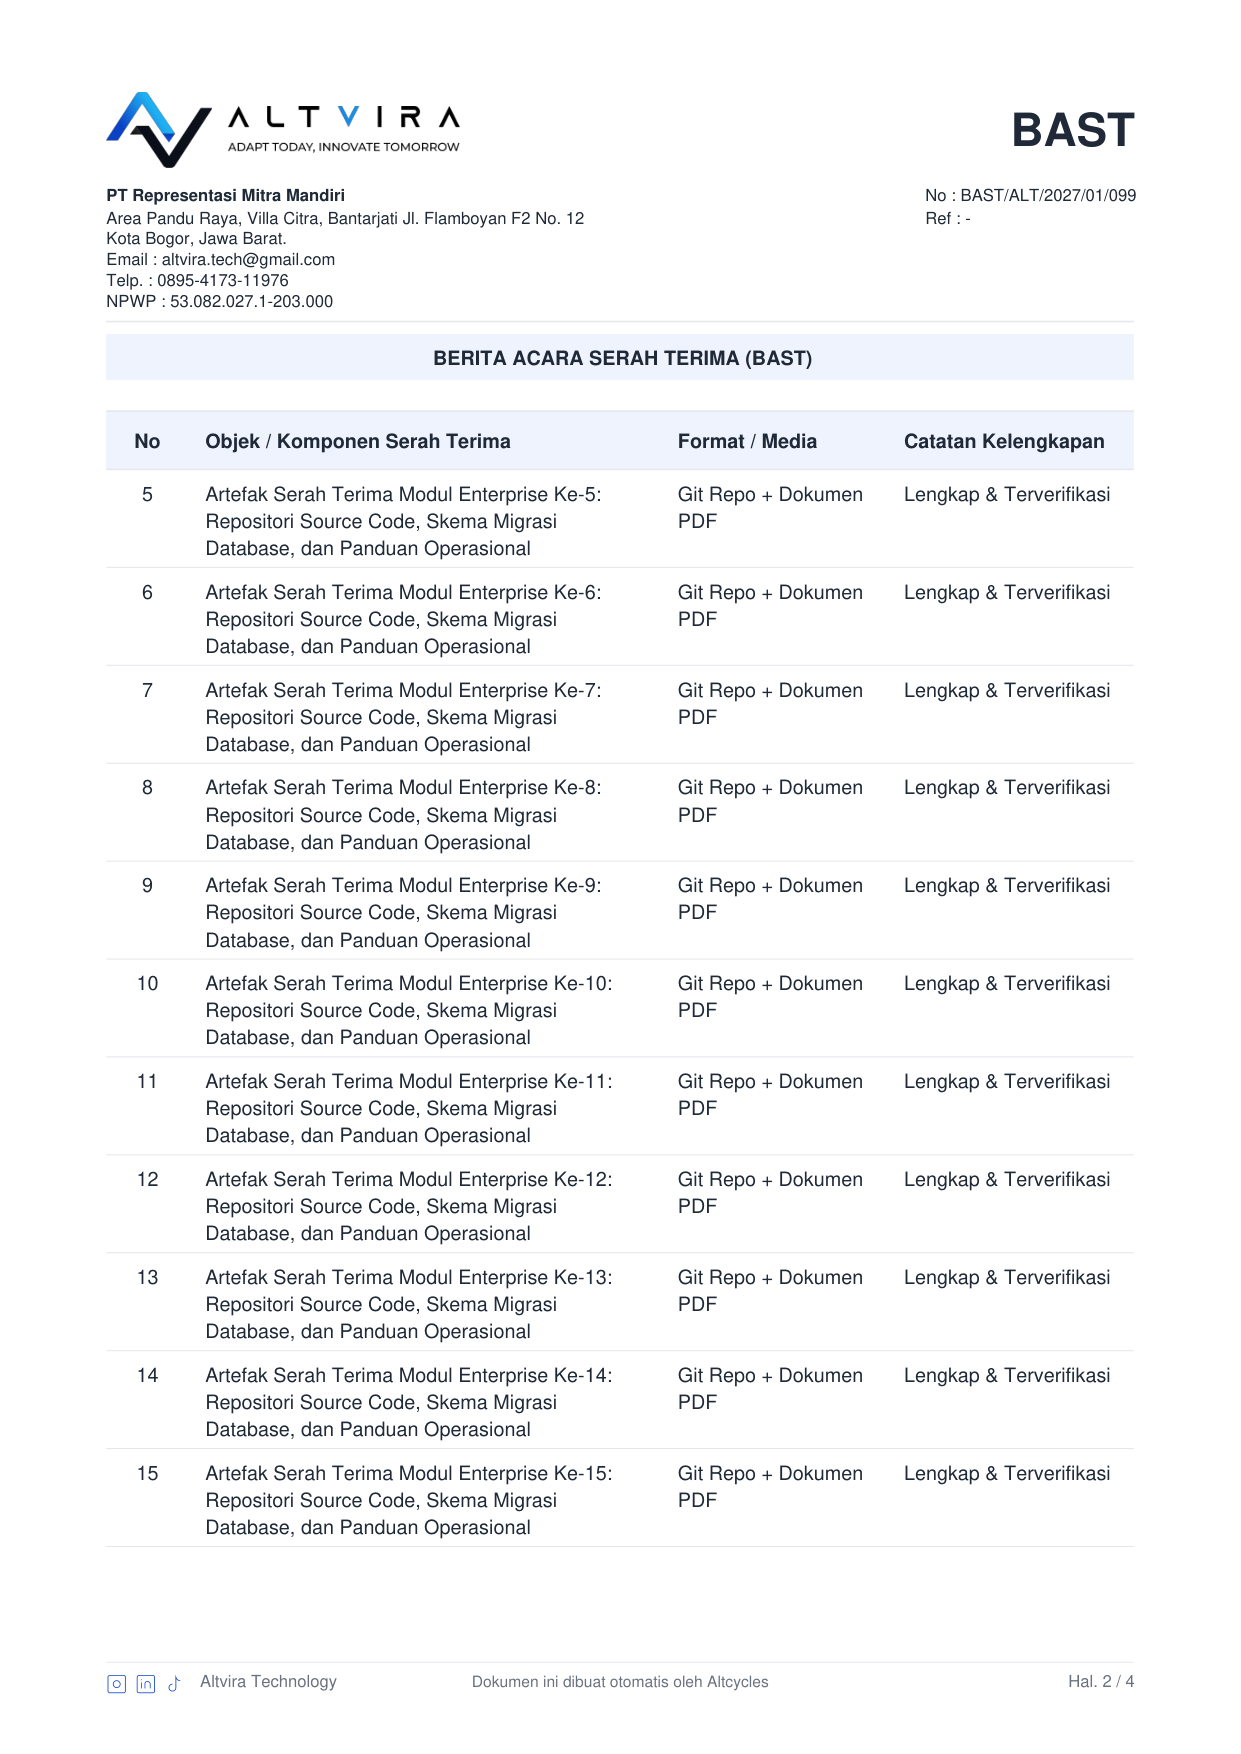 ALTVIRA
ADAPT TODAY, INNOVATE TOMORROW
BAST
PT Representasi Mitra Mandiri
Area Pandu Raya, Villa Citra, Bantarjati Jl. Flamboyan F2 No. 12
Kota Bogor, Jawa Barat.
Email : altvira.tech@gmail.com
Telp. : 0895-4173-11976
NPWP : 53.082.027.1-203.000
No : BAST/ALT/2027/01/099
Ref : -
BERITA ACARA SERAH TERIMA (BAST)
No Objek / Komponen Serah Terima Format / Media Catatan Kelengkapan
5 Artefak Serah Terima Modul Enterprise Ke-5: Git Repo + Dokumen Lengkap & Terverifikasi
Repositori Source Code, Skema Migrasi PDF
Database, dan Panduan Operasional
6 Artefak Serah Terima Modul Enterprise Ke-6: Git Repo + Dokumen Lengkap & Terverifikasi
Repositori Source Code, Skema Migrasi PDF
Database, dan Panduan Operasional
7 Artefak Serah Terima Modul Enterprise Ke-7: Git Repo + Dokumen Lengkap & Terverifikasi
Repositori Source Code, Skema Migrasi PDF
Database, dan Panduan Operasional
8 Artefak Serah Terima Modul Enterprise Ke-8: Git Repo + Dokumen Lengkap & Terverifikasi
Repositori Source Code, Skema Migrasi PDF
Database, dan Panduan Operasional
9 Artefak Serah Terima Modul Enterprise Ke-9: Git Repo + Dokumen Lengkap & Terverifikasi
Repositori Source Code, Skema Migrasi PDF
Database, dan Panduan Operasional
10 Artefak Serah Terima Modul Enterprise Ke-10: Git Repo + Dokumen Lengkap & Terverifikasi
Repositori Source Code, Skema Migrasi PDF
Database, dan Panduan Operasional
11 Artefak Serah Terima Modul Enterprise Ke-11: Git Repo + Dokumen Lengkap & Terverifikasi
Repositori Source Code, Skema Migrasi PDF
Database, dan Panduan Operasional
12 Artefak Serah Terima Modul Enterprise Ke-12: Git Repo + Dokumen Lengkap & Terverifikasi
Repositori Source Code, Skema Migrasi PDF
Database, dan Panduan Operasional
13 Artefak Serah Terima Modul Enterprise Ke-13: Git Repo + Dokumen Lengkap & Terverifikasi
Repositori Source Code, Skema Migrasi PDF
Database, dan Panduan Operasional
14 Artefak Serah Terima Modul Enterprise Ke-14: Git Repo + Dokumen Lengkap & Terverifikasi
Repositori Source Code, Skema Migrasi PDF
Database, dan Panduan Operasional
15 Artefak Serah Terima Modul Enterprise Ke-15: Git Repo + Dokumen Lengkap & Terverifikasi
Repositori Source Code, Skema Migrasi PDF
Database, dan Panduan Operasional
Altvira Technology Dokumen ini dibuat otomatis oleh Altcycles Hal. 2 / 4